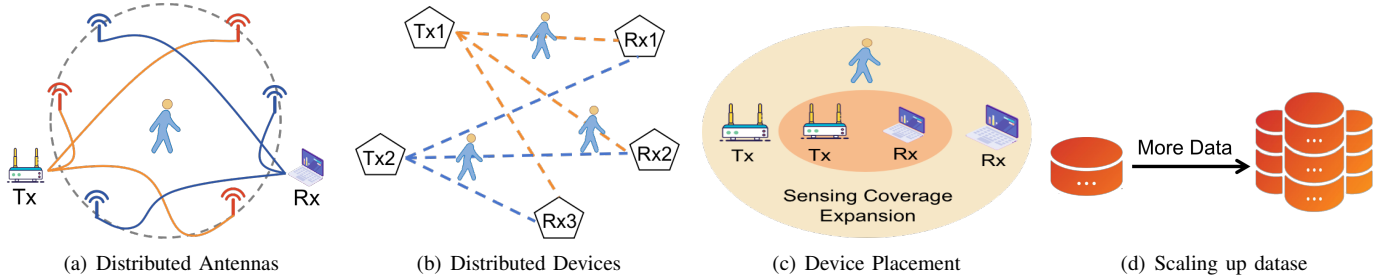 Tx
Rx
(a) Distributed Antennas
Tx1
Rx1
Tx2
Rx2
Rx3
(b) Distributed Devices
Tx
Tx
Rx
Rx
Sensing Coverage
Expansion
(c) Device Placement
More Data
(d) Scaling up datase